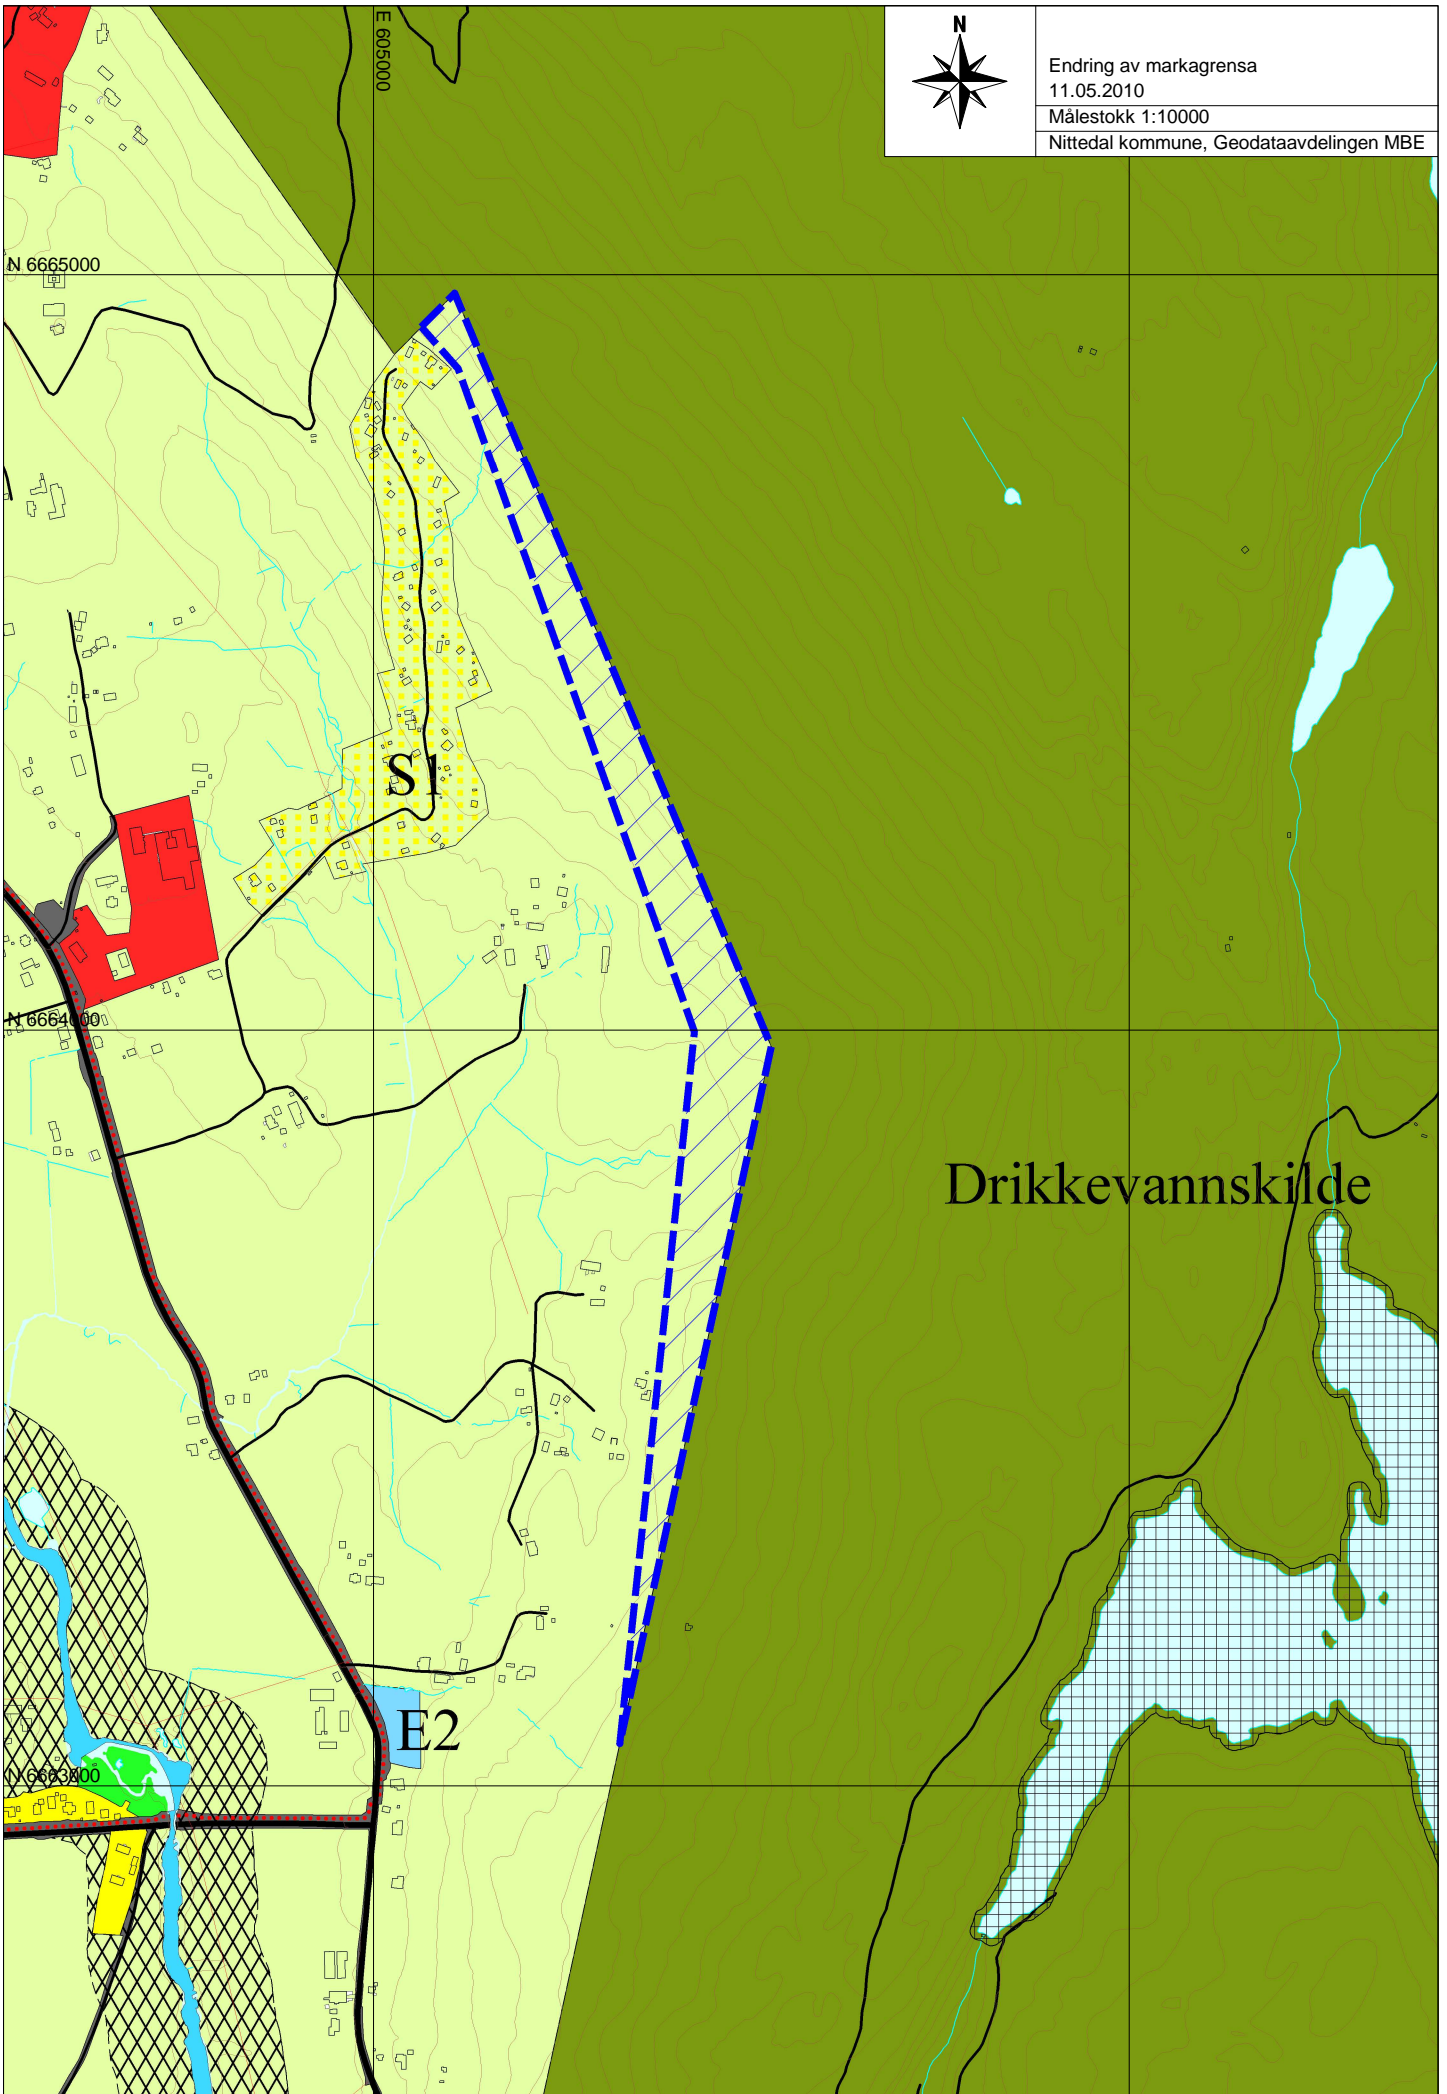 E 605000
N
Endring av markagrensa
11.05.2010
Målestokk 1:10000
Nittedal kommune, Geodataavdelingen MBE
N 6665000
S1
N 6664000
Drikkevannskilde
E2
N 6663000